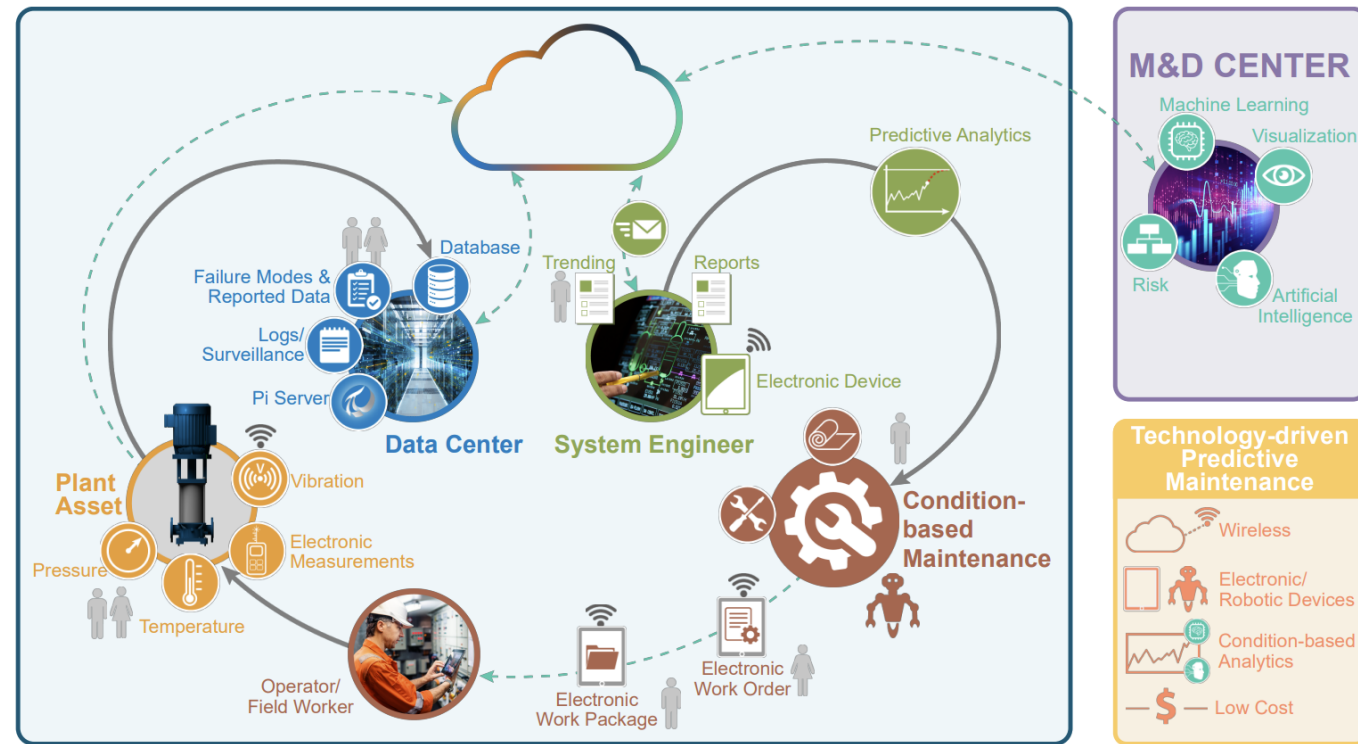 M&D CENTER
Machine Learning
Visualization
Risk
Artificial
Intelligence
Predictive Analytics
Database
Failure Modes &
Reported Data
Logs/
Surveillance
Pi Server
Data Center
Trending
Reports
Electronic Device
System Engineer
Plant
Asset
V
Vibration
Electronic
Measurements
Pressure
Temperature
Condition-
based
Maintenance
Operator/
Field Worker
Electronic
Work Package
Electronic
Work Order
Technology-driven
Predictive
Maintenance
Wireless
Electronic/
Robotic Devices
Condition-based
Analytics
$
Low Cost